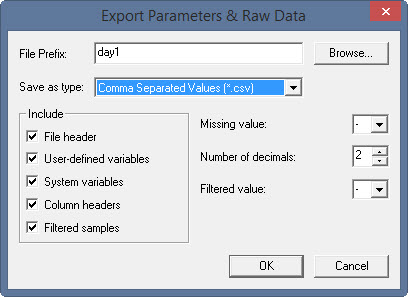 Export Parameters & Raw Data
File Prefix: day1 Browse...
Save as type: Comma Separated Values (*.csv)
Include
File header
User-defined variables
System variables
Column headers
Filtered samples
Missing value: -
Number of decimals: 2
Filtered value: -
OK Cancel